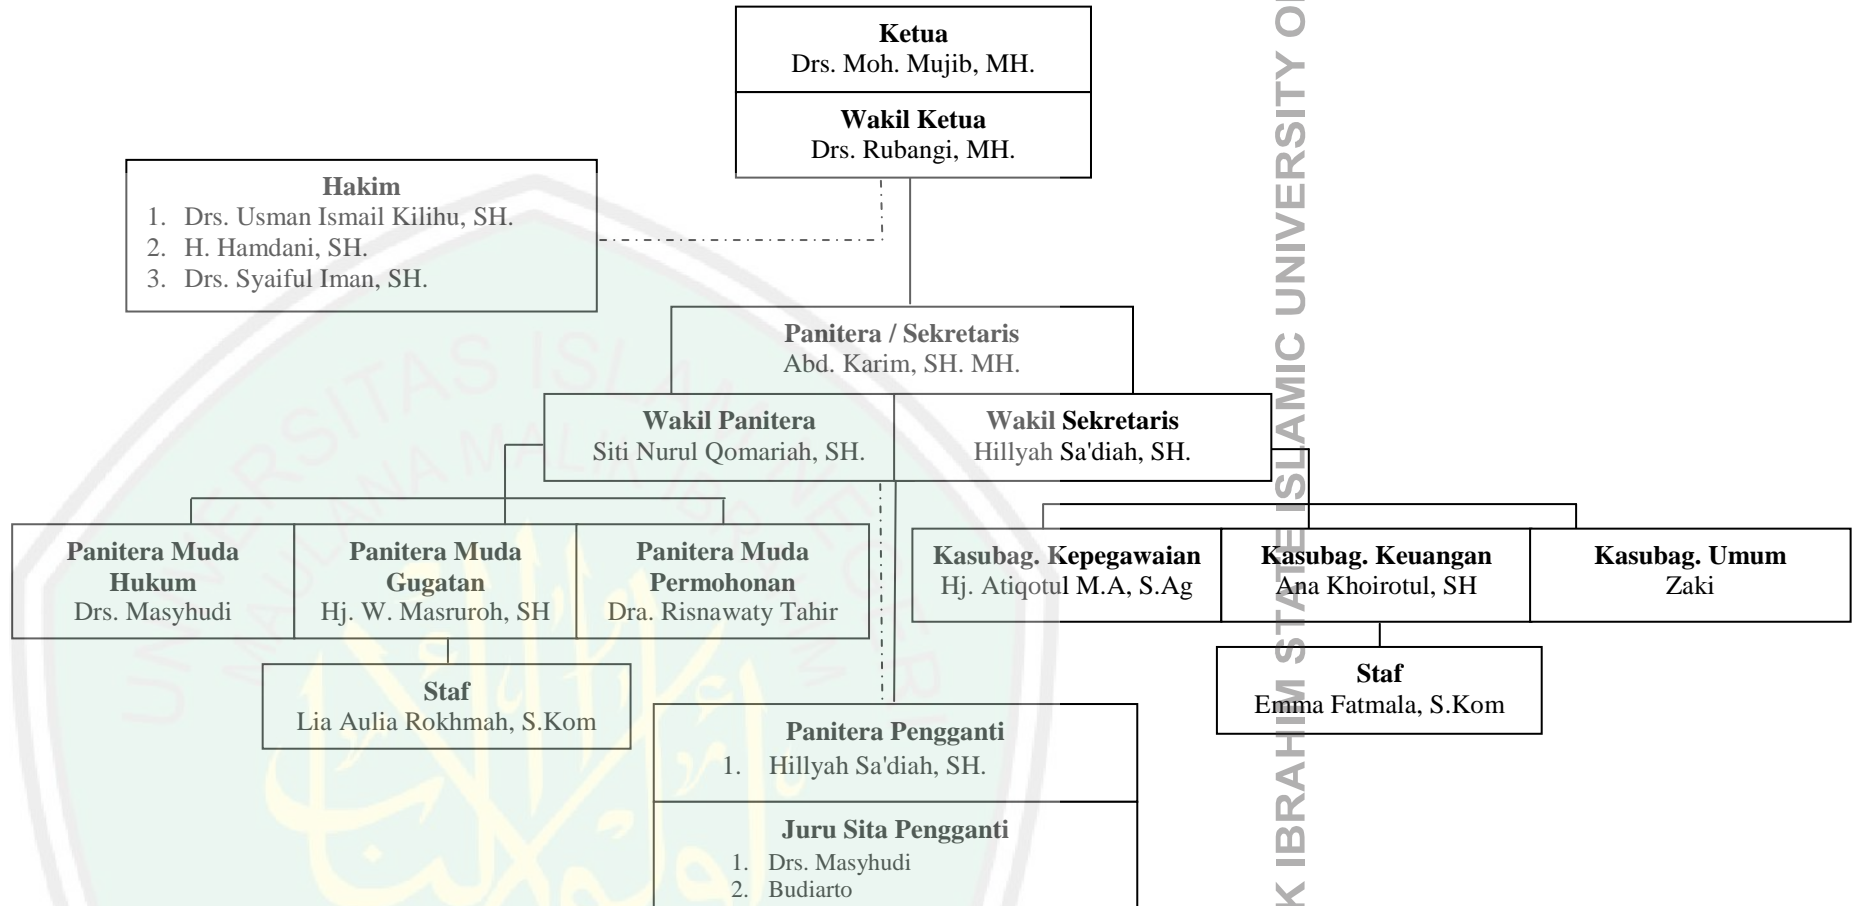 Ketua
Drs. Moh. Mujib, MH.
Wakil Ketua
Drs. Rubangi, MH.
Hakim
1. Drs. Usman Ismail Kilihu, SH.
2. H. Hamdani, SH.
3. Drs. Syaiful Iman, SH.
Panitera / Sekretaris
Abd. Karim, SH. MH.
Wakil Panitera
Siti Nurul Qomariah, SH.
Wakil Sekretaris
Hillyah Sa'diah, SH.
Panitera Muda
Hukum
Drs. Masyhudi
Panitera Muda
Gugatan
Hj. W. Masruroh, SH
Panitera Muda
Permohonan
Dra. Risnawaty Tahir
Kasubag. Kepegawaian
Hj. Atiqotul M.A, S.Ag
Kasubag. Keuangan
Ana Khoirotul, SH
Kasubag. Umum
Zaki
Staf
Lia Aulia Rokhmah, S.Kom
Staf
Emma Fatmala, S.Kom
Panitera Pengganti
1. Hillyah Sa'diah, SH.
Juru Sita Pengganti
1. Drs. Masyhudi
2. Budiarto
UNIVERSITAS ISLAM NEGERI
MAULANA MALIK IBRAHIM
K IBRAHIM STATE ISLAMIC UNIVERSITY O